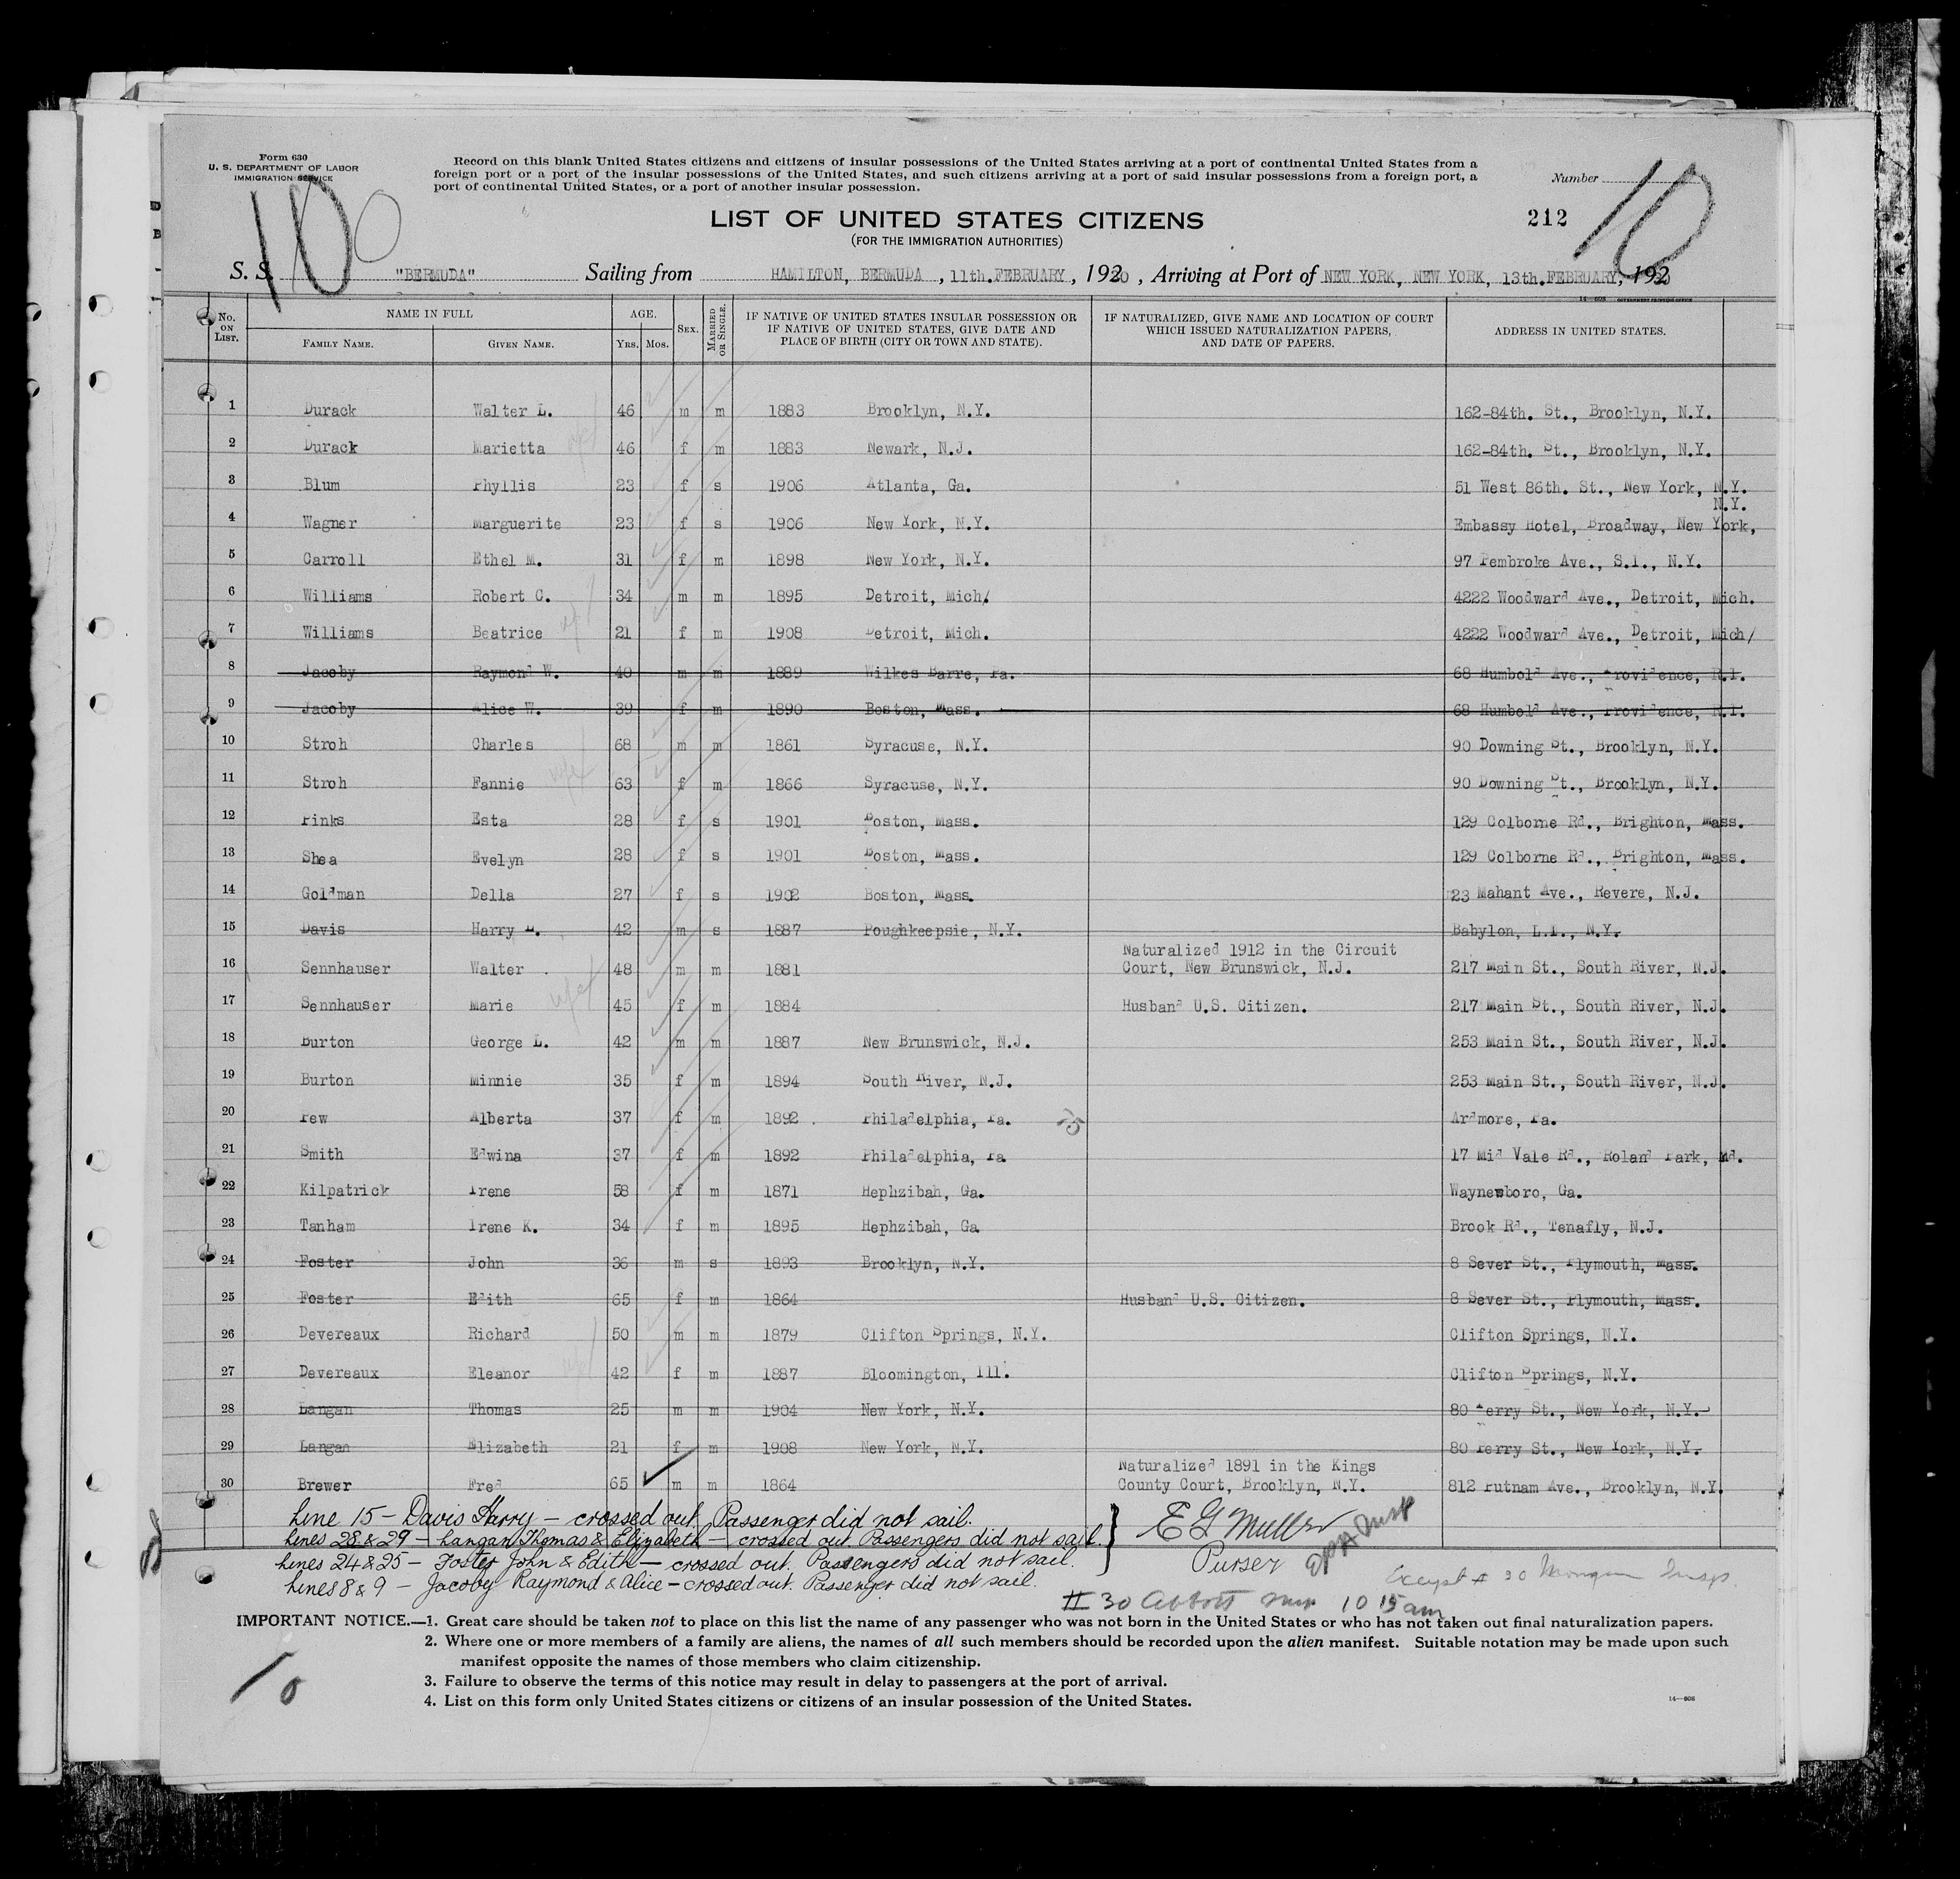 Form 630
U. S. DEPARTMENT OF LABOR
IMMIGRATION SERVICE
Record on this blank United States citizens and citizens of insular possessions of the United States arriving at a port of continental United States from a
foreign port or a port of the insular possessions of the United States, and such citizens arriving at a port of said insular possessions from a foreign port, a
port of continental United States, or a port of another insular possession.
Number
10
10
LIST OF UNITED STATES CITIZENS
212
(FOR THE IMMIGRATION AUTHORITIES)
S. S. "BERMUDA" Sailing from HAMILTON, BERMUDA , 11th.FEBRUARY , 1930 , Arriving at Port of NEW YORK, NEW YORK, 13th.FEBRUARY, 1930
No. ON LIST. NAME IN FULL FAMILY NAME. GIVEN NAME. AGE. YRS. MOS. SEX. MARRIED OR SINGLE. IF NATIVE OF UNITED STATES INSULAR POSSESSION OR IF NATIVE OF UNITED STATES, GIVE DATE AND PLACE OF BIRTH (CITY OR TOWN AND STATE). IF NATURALIZED, GIVE NAME AND LOCATION OF COURT WHICH ISSUED NATURALIZATION PAPERS, AND DATE OF PAPERS. ADDRESS IN UNITED STATES.
1 Durack Walter L. 46 m m 1883 Brooklyn, N.Y. 162-84th. St., Brooklyn, N.Y.
2 Durack Marietta 46 f m 1883 Newark, N.J. 162-84th. St., Brooklyn, N.Y.
3 Blum Phyllis 23 f s 1906 Atlanta, Ga. 51 West 86th. St., New York, N.Y.
N.Y.
4 Wagner Marguerite 23 f s 1906 New York, N.Y. Embassy Hotel, Broadway, New York,
5 Carroll Ethel M. 31 f m 1898 New York, N.Y. 97 Pembroke Ave., S.I., N.Y.
6 Williams Robert C. 34 m m 1895 Detroit, Mich/ 4222 Woodward Ave., Detroit, Mich.
7 Williams Beatrice 21 f m 1908 Detroit, Mich. 4222 Woodward Ave., Detroit, Mich/
8 Jacoby Raymond W. 40 m m 1889 Wilkes Barre, Pa. 68 Humbold Ave., Providence, R.I.
9 Jacoby Alice W. 39 f m 1890 Boston, Mass. 68 Humbold Ave., Providence, R.I.
10 Stroh Charles 68 m m 1861 Syracuse, N.Y. 90 Downing St., Brooklyn, N.Y.
11 Stroh Fannie 63 f m 1866 Syracuse, N.Y. 90 Downing St., Brooklyn, N.Y.
12 Pinks Esta 28 f s 1901 Boston, Mass. 129 Colborne Rd., Brighton, Mass.
13 Shea Evelyn 28 f s 1901 Boston, Mass. 129 Colborne Rd., Brighton, Mass.
14 Goldman Della 27 f s 1902 Boston, Mass. 23 Mahant Ave., Revere, N.J.
15 Davis Harry 42 m s 1887 Poughkeepsie, N.Y. Babylon, L.I., N.Y.
Naturalized 1912 in the Circuit
16 Sennhauser Walter . 48 m m 1881 Court, New Brunswick, N.J. 217 Main St., South River, N.J.
17 Sennhauser Marie 45 f m 1884 Husband U.S. Citizen. 217 Main St., South River, N.J.
18 Burton George L. 42 m m 1887 New Brunswick, N.J. 253 Main St., South River, N.J.
19 Burton Minnie 35 f m 1894 South River, N.J. 253 Main St., South River, N.J.
20 Pew Alberta 37 f m 1892 Philadelphia, Pa. Ardmore, Pa.
21 Smith Edwina 37 f m 1892 Philadelphia, Pa 17 Mid Vale Rd., Roland Park, Md.
22 Kilpatrick Irene 58 f m 1871 Hephzibah, Ga. Waynesboro, Ga.
23 Tanham Irene K. 34 f m 1895 Hephzibah, Ga Brook Rd., Tenafly, N.J.
24 Foster John 36 m s 1893 Brooklyn, N.Y. 8 Sever St., Plymouth, Mass.
25 Foster Edith 65 f m 1864 Husband U.S. Citizen. 8 Sever St., Plymouth, Mass.
26 Devereaux Richard 50 m m 1879 Clifton Springs, N.Y. Clifton Springs, N.Y.
27 Devereaux Eleanor 42 f m 1887 Bloomington, Ill. Clifton Springs, N.Y.
28 Langan Thomas 25 m m 1904 New York, N.Y. 80 Perry St., New York, N.Y.
29 Langan Elizabeth 21 f m 1908 New York, N.Y. 80 Perry St., New York, N.Y.
Naturalized 1891 in the Kings
30 Brewer Fred 65 m m 1864 County Court, Brooklyn, N.Y. 812 Putnam Ave., Brooklyn, N.Y.
Line 15 - Davis Harry - crossed out. Passenger did not sail.
Lines 28 & 29 - Langan Thomas & Elizabeth - crossed out. Passengers did not sail.
Lines 24 & 25 - Foster John & Edith - crossed out. Passengers did not sail.
Lines 8 & 9 - Jacoby Raymond & Alice - crossed out. Passenger did not sail.
E G Muller
Purser
Except # 30 Insp.
# 30 Abbott Insp 10 15 am
IMPORTANT NOTICE.—1. Great care should be taken not to place on this list the name of any passenger who was not born in the United States or who has not taken out final naturalization papers.
2. Where one or more members of a family are aliens, the names of all such members should be recorded upon the alien manifest. Suitable notation may be made upon such
manifest opposite the names of those members who claim citizenship.
3. Failure to observe the terms of this notice may result in delay to passengers at the port of arrival.
4. List on this form only United States citizens or citizens of an insular possession of the United States.
14—608
10